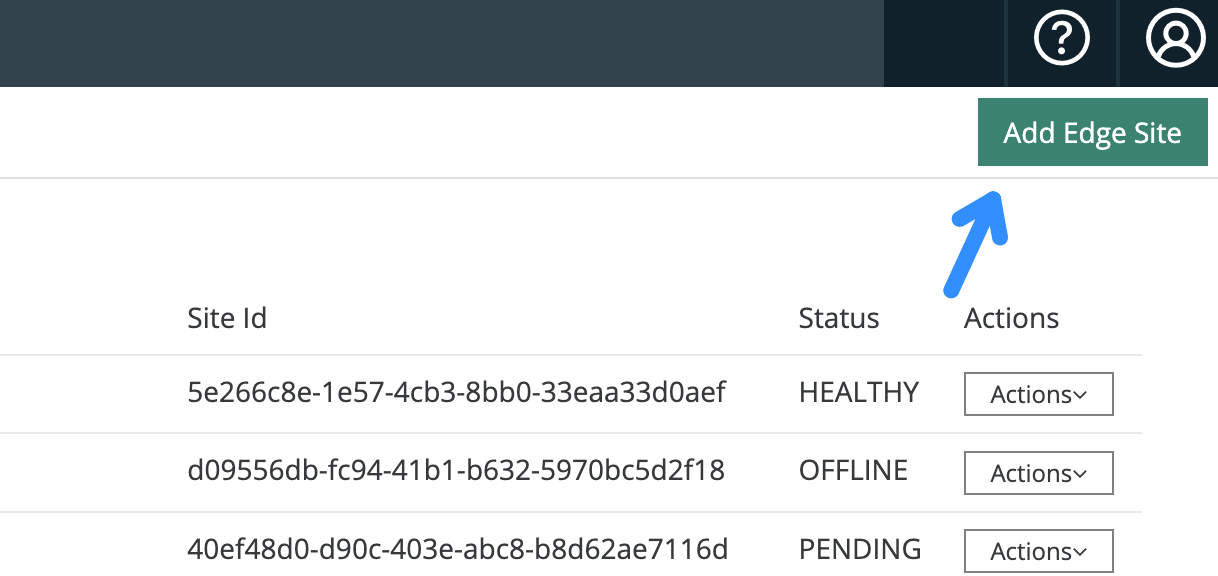 Add Edge Site
Site Id Status Actions
5e266c8e-1e57-4cb3-8bb0-33eaa33d0aef HEALTHY Actions
d09556db-fc94-41b1-b632-5970bc5d2f18 OFFLINE Actions
40ef48d0-d90c-403e-abc8-b8d62ae7116d PENDING Actions